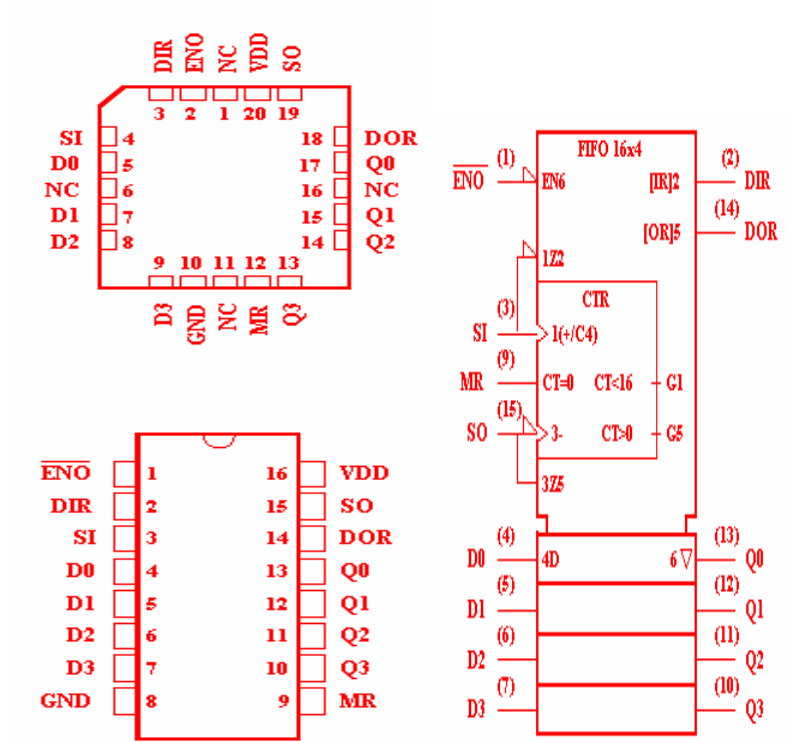 DIR ENO NC VDD SO
3 2 1 20 19
SI 4 18 DOR
D0 5 17 Q0
NC 6 16 NC
D1 7 15 Q1
D2 8 14 Q2
9 10 11 12 13
D3 GND NC MR Q3
ENO 1 16 VDD
DIR 2 15 SO
SI 3 14 DOR
D0 4 13 Q0
D1 5 12 Q1
D2 6 11 Q2
D3 7 10 Q3
GND 8 9 MR
FIFO 16x4
ENO (1) EN6 [IR]2 (2) DIR
[OR]5 (14) DOR
1Z2
CTR
SI (3) 1(+/C4)
MR (9) CT=0 CT<16 G1
SO (15) 3- CT>0 G5
3Z5
D0 (4) 4D 6 ▽ (13) Q0
D1 (5) (12) Q1
D2 (6) (11) Q2
D3 (7) (10) Q3